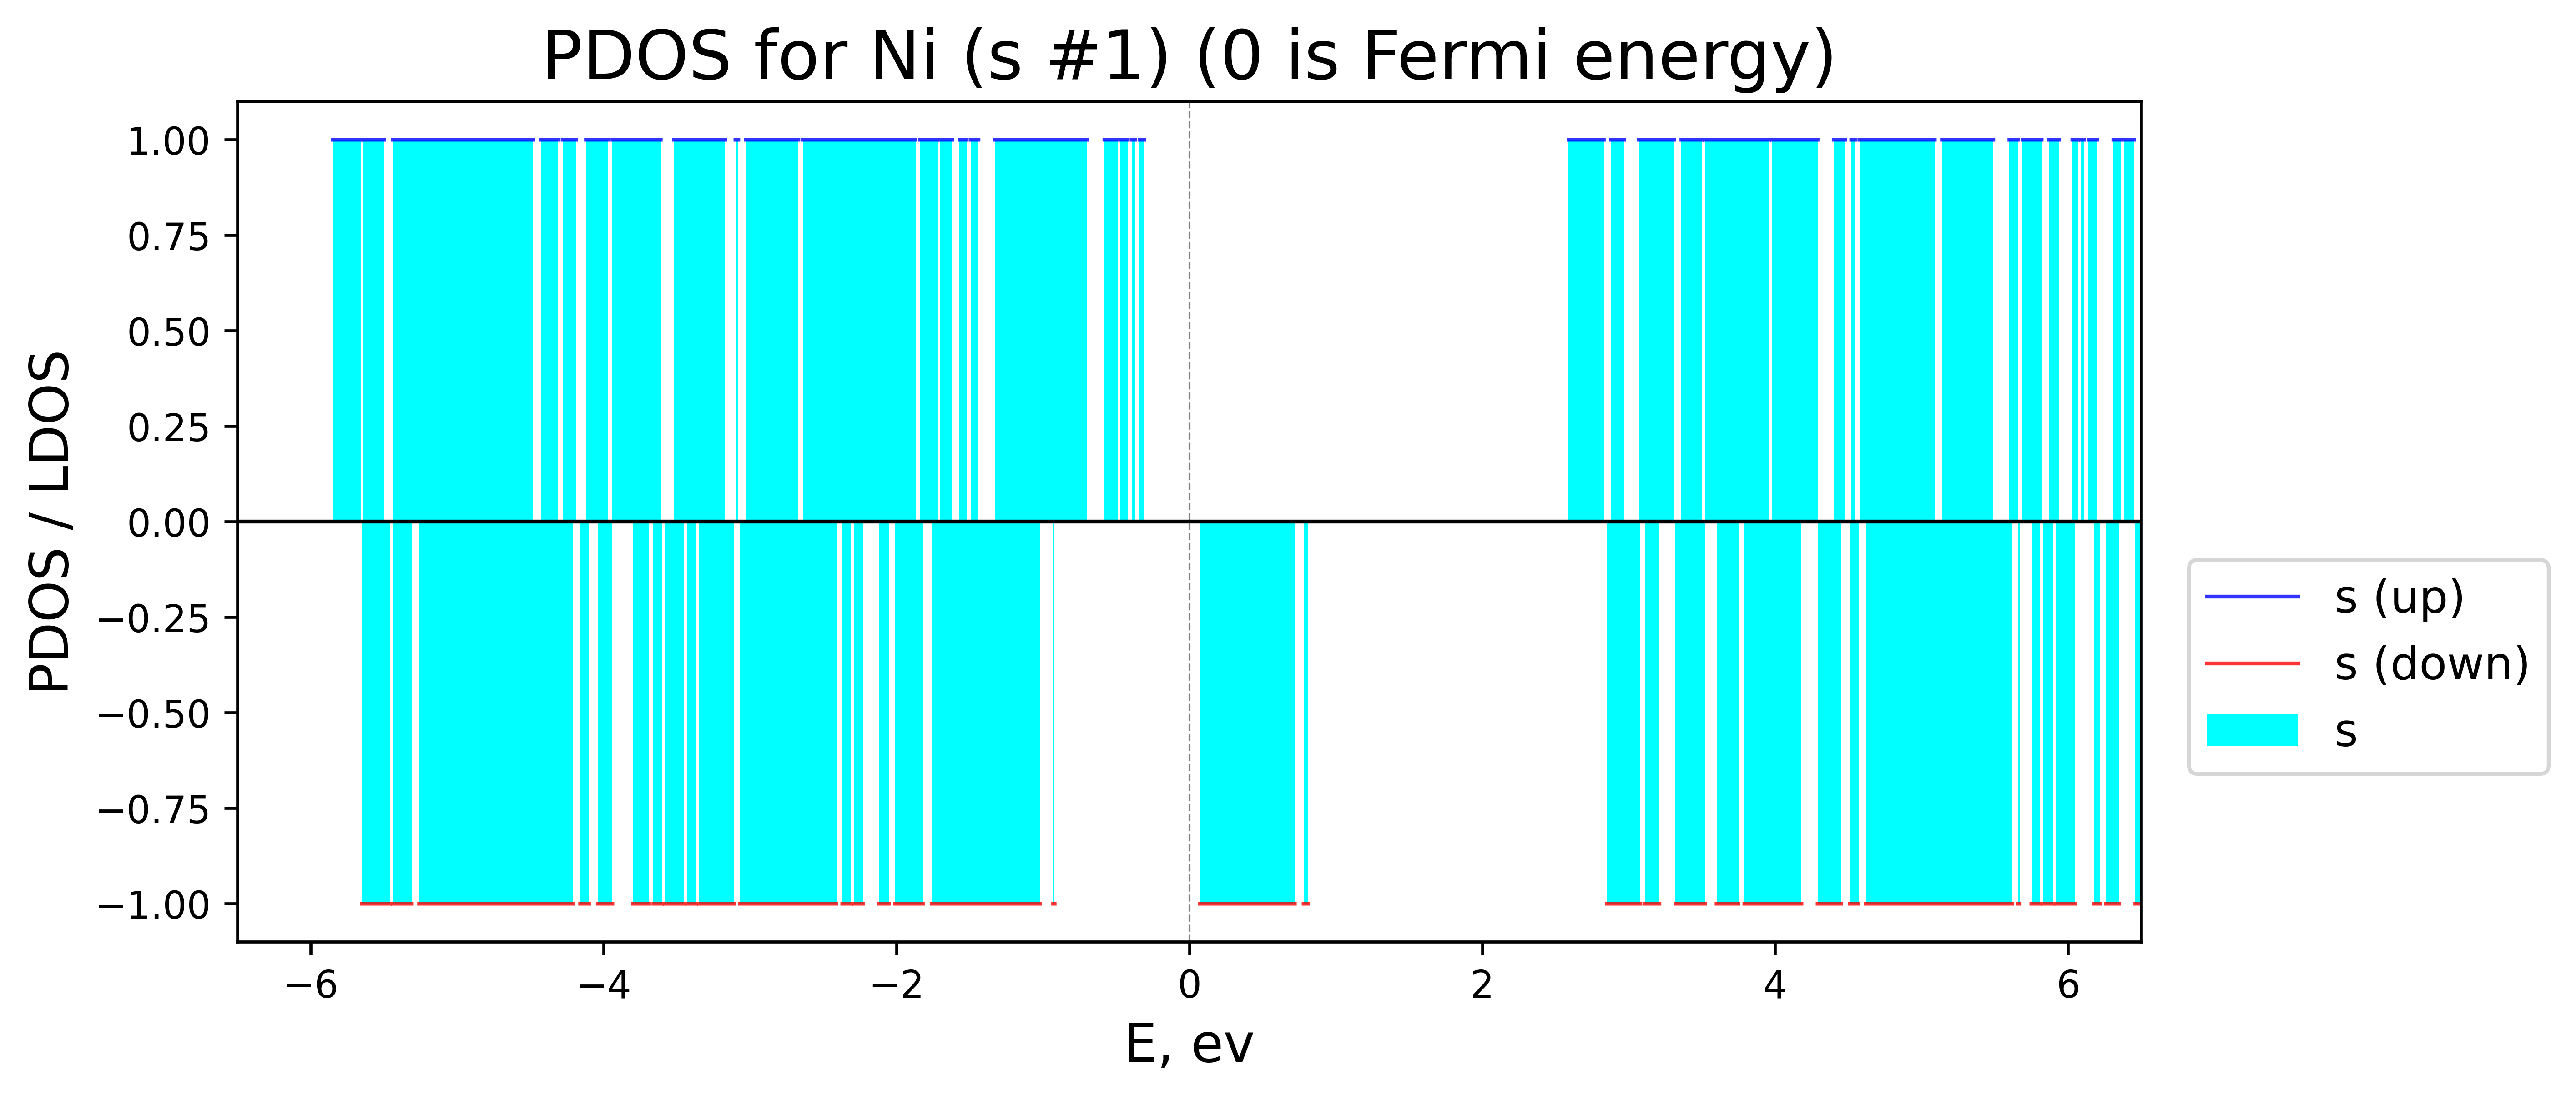 PDOS for Ni (s #1) (0 is Fermi energy)
PDOS / LDOS
1.00
0.75
0.50
0.25
0.00
−0.25
−0.50
−0.75
−1.00
−6
−4
−2
0
2
4
6
E, ev
s (up)
s (down)
s